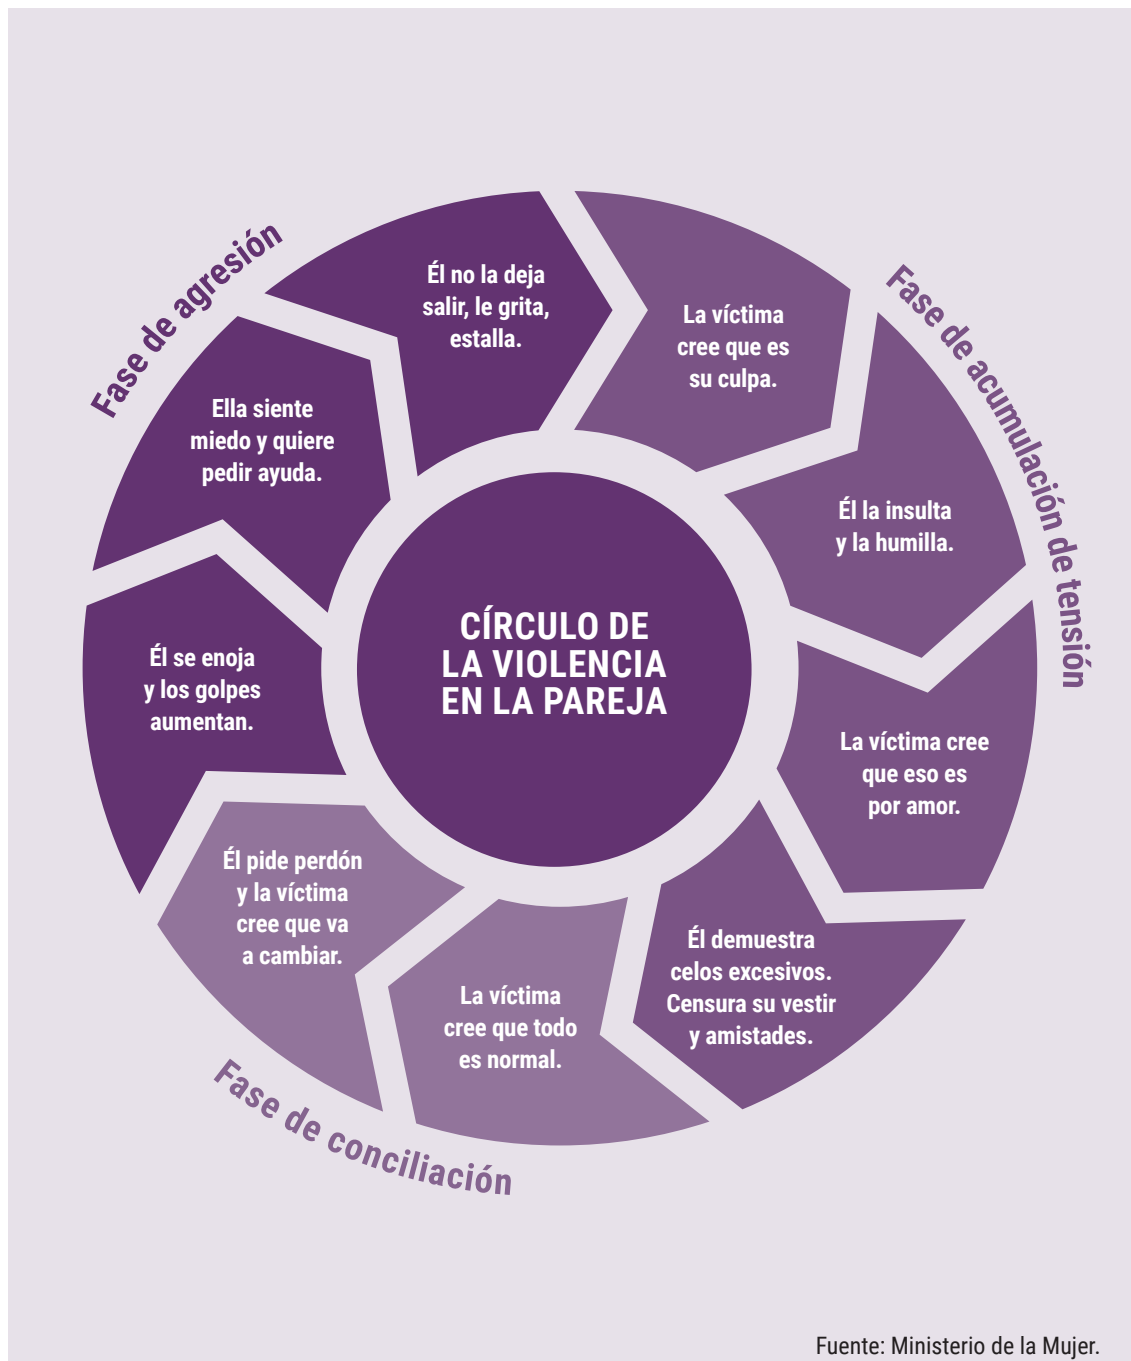 Fase de agresión
Él no la deja
salir, le grita,
estalla.
La víctima
cree que es
su culpa.
Fase de acumulación de tensión
Ella siente
miedo y quiere
pedir ayuda.
Él la insulta
y la humilla.
CÍRCULO DE
LA VIOLENCIA
EN LA PAREJA
Él se enoja
y los golpes
aumentan.
La víctima cree
que eso es
por amor.
Él pide perdón
y la víctima
cree que va
a cambiar.
Él demuestra
celos excesivos.
Censura su vestir
y amistades.
La víctima
cree que todo
es normal.
Fase de conciliación
Fuente: Ministerio de la Mujer.